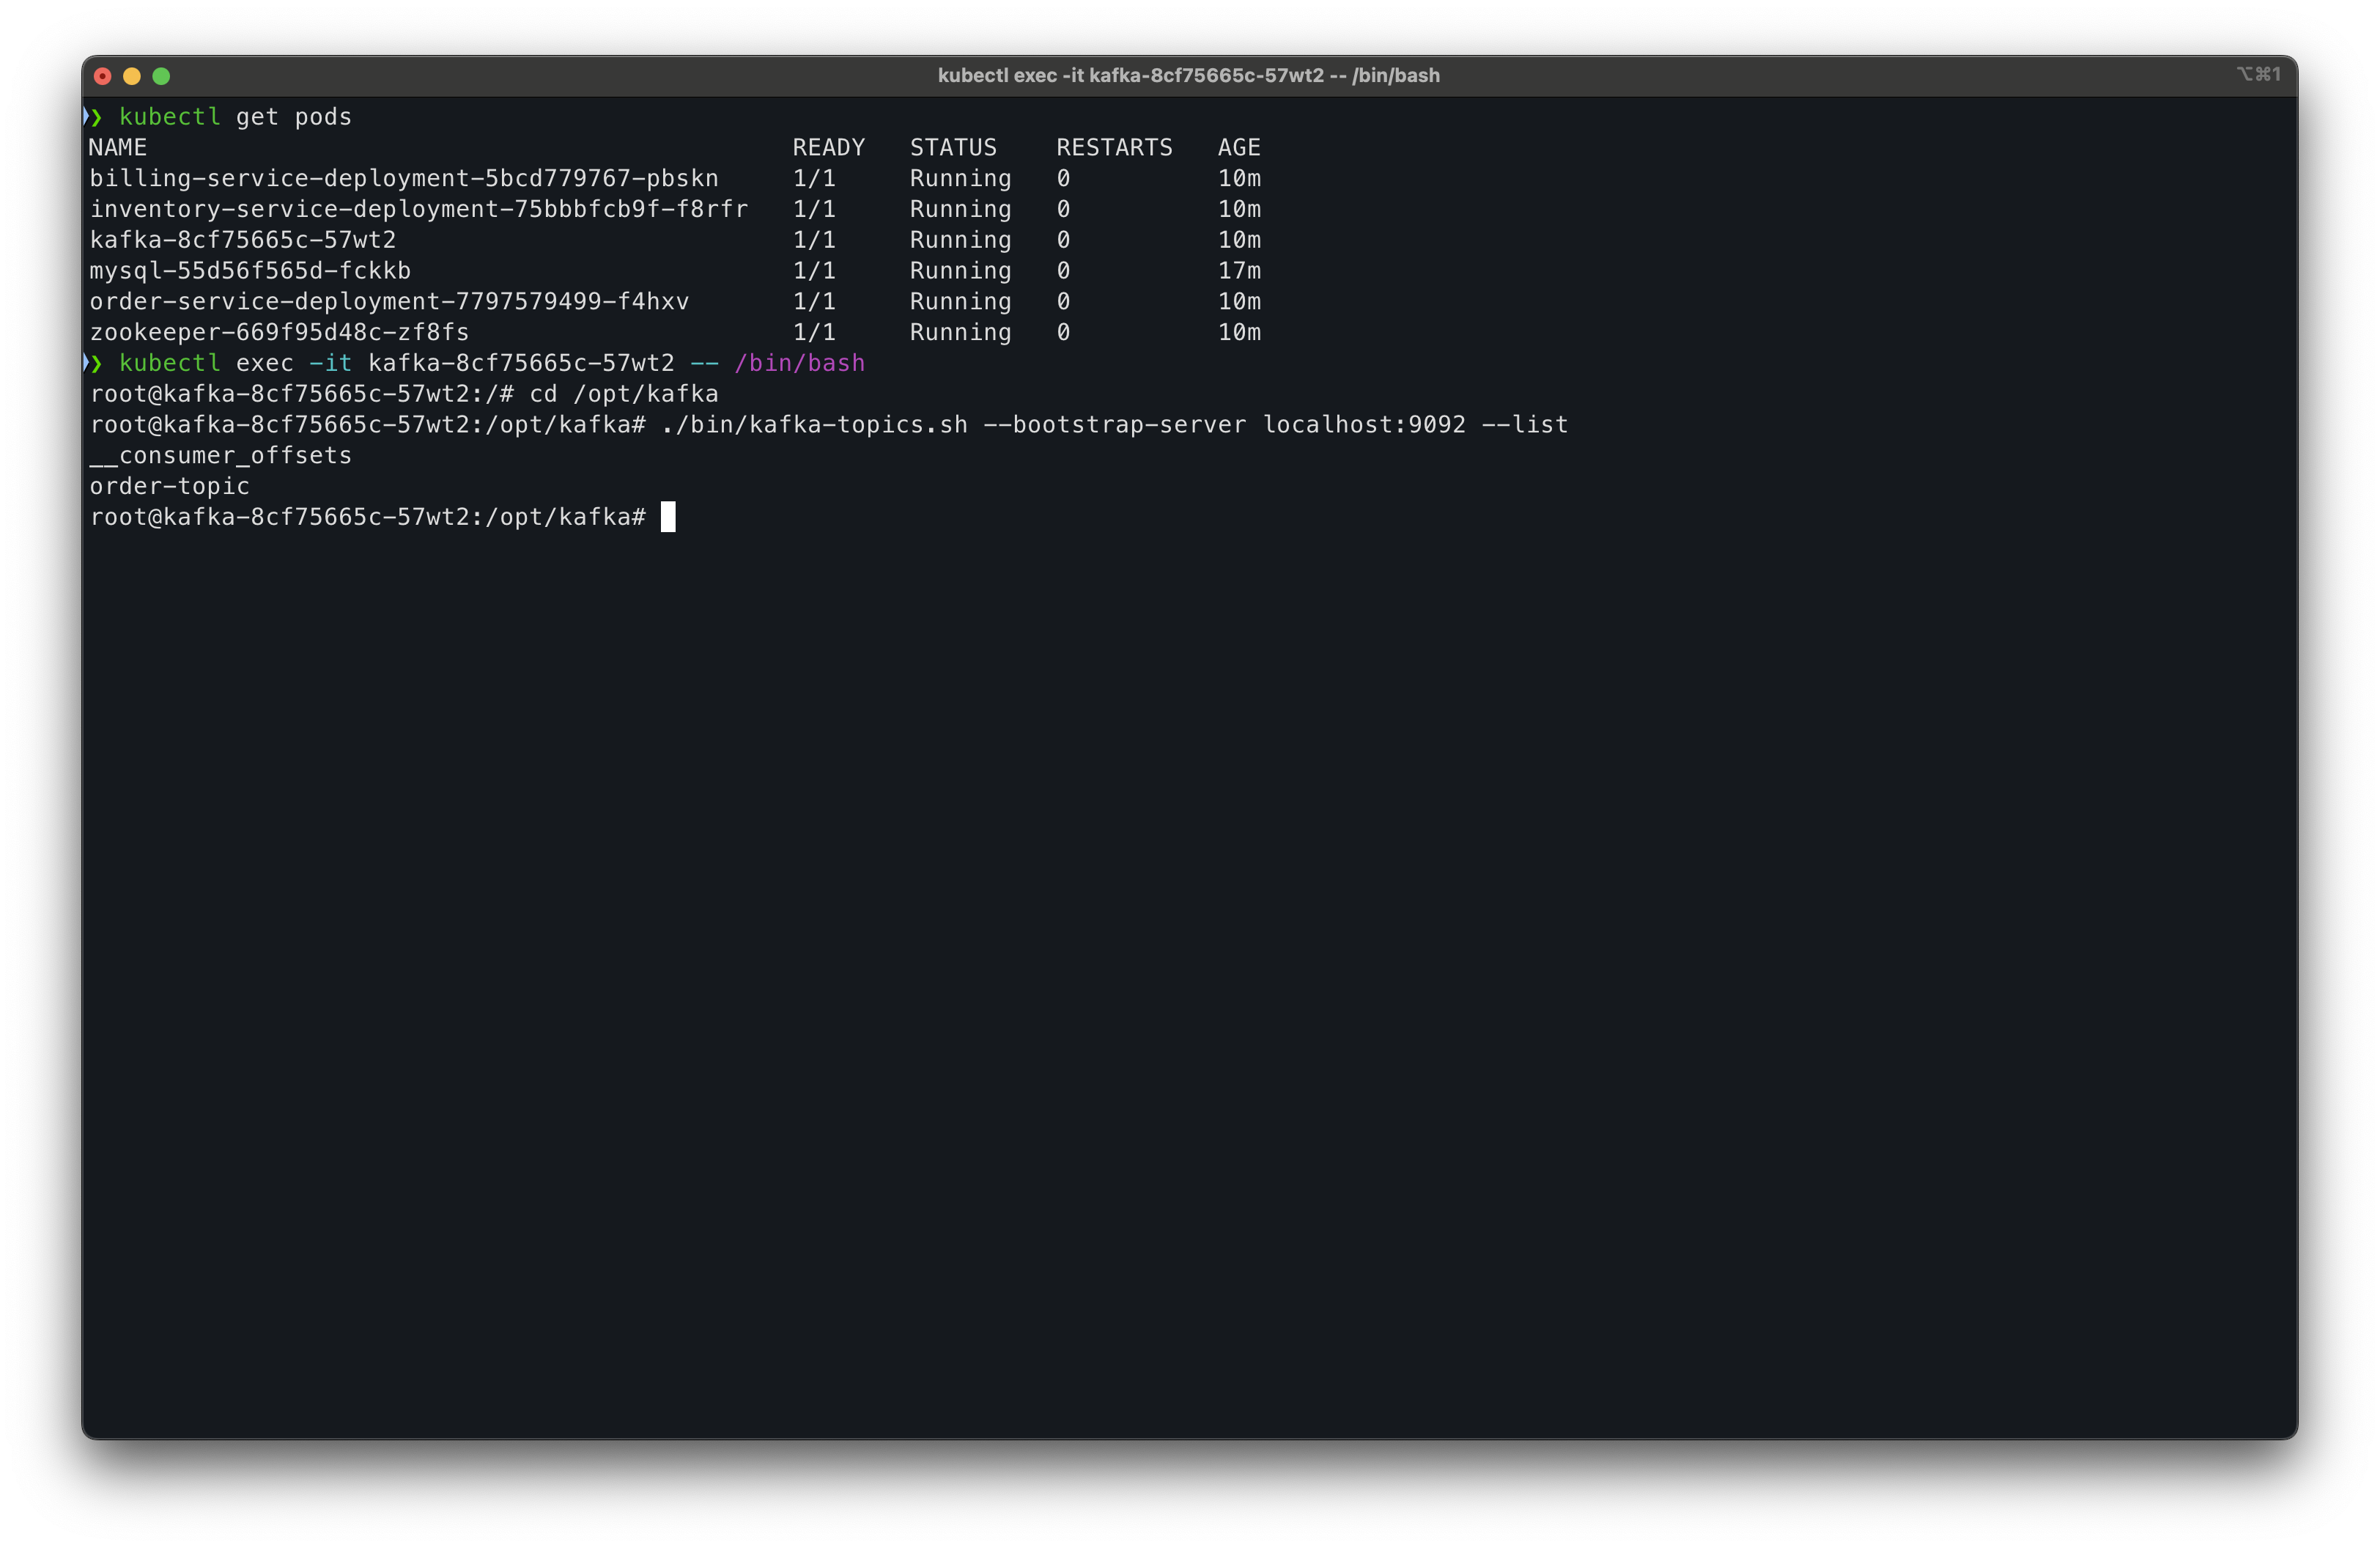 kubectl exec -it kafka-8cf75665c-57wt2 -- /bin/bash
⌥⌘1
❯ kubectl get pods
NAME READY STATUS RESTARTS AGE
billing-service-deployment-5bcd779767-pbskn 1/1 Running 0 10m
inventory-service-deployment-75bbbfcb9f-f8rfr 1/1 Running 0 10m
kafka-8cf75665c-57wt2 1/1 Running 0 10m
mysql-55d56f565d-fckkb 1/1 Running 0 17m
order-service-deployment-7797579499-f4hxv 1/1 Running 0 10m
zookeeper-669f95d48c-zf8fs 1/1 Running 0 10m
❯ kubectl exec -it kafka-8cf75665c-57wt2 -- /bin/bash
root@kafka-8cf75665c-57wt2:/# cd /opt/kafka
root@kafka-8cf75665c-57wt2:/opt/kafka# ./bin/kafka-topics.sh --bootstrap-server localhost:9092 --list
__consumer_offsets
order-topic
root@kafka-8cf75665c-57wt2:/opt/kafka#